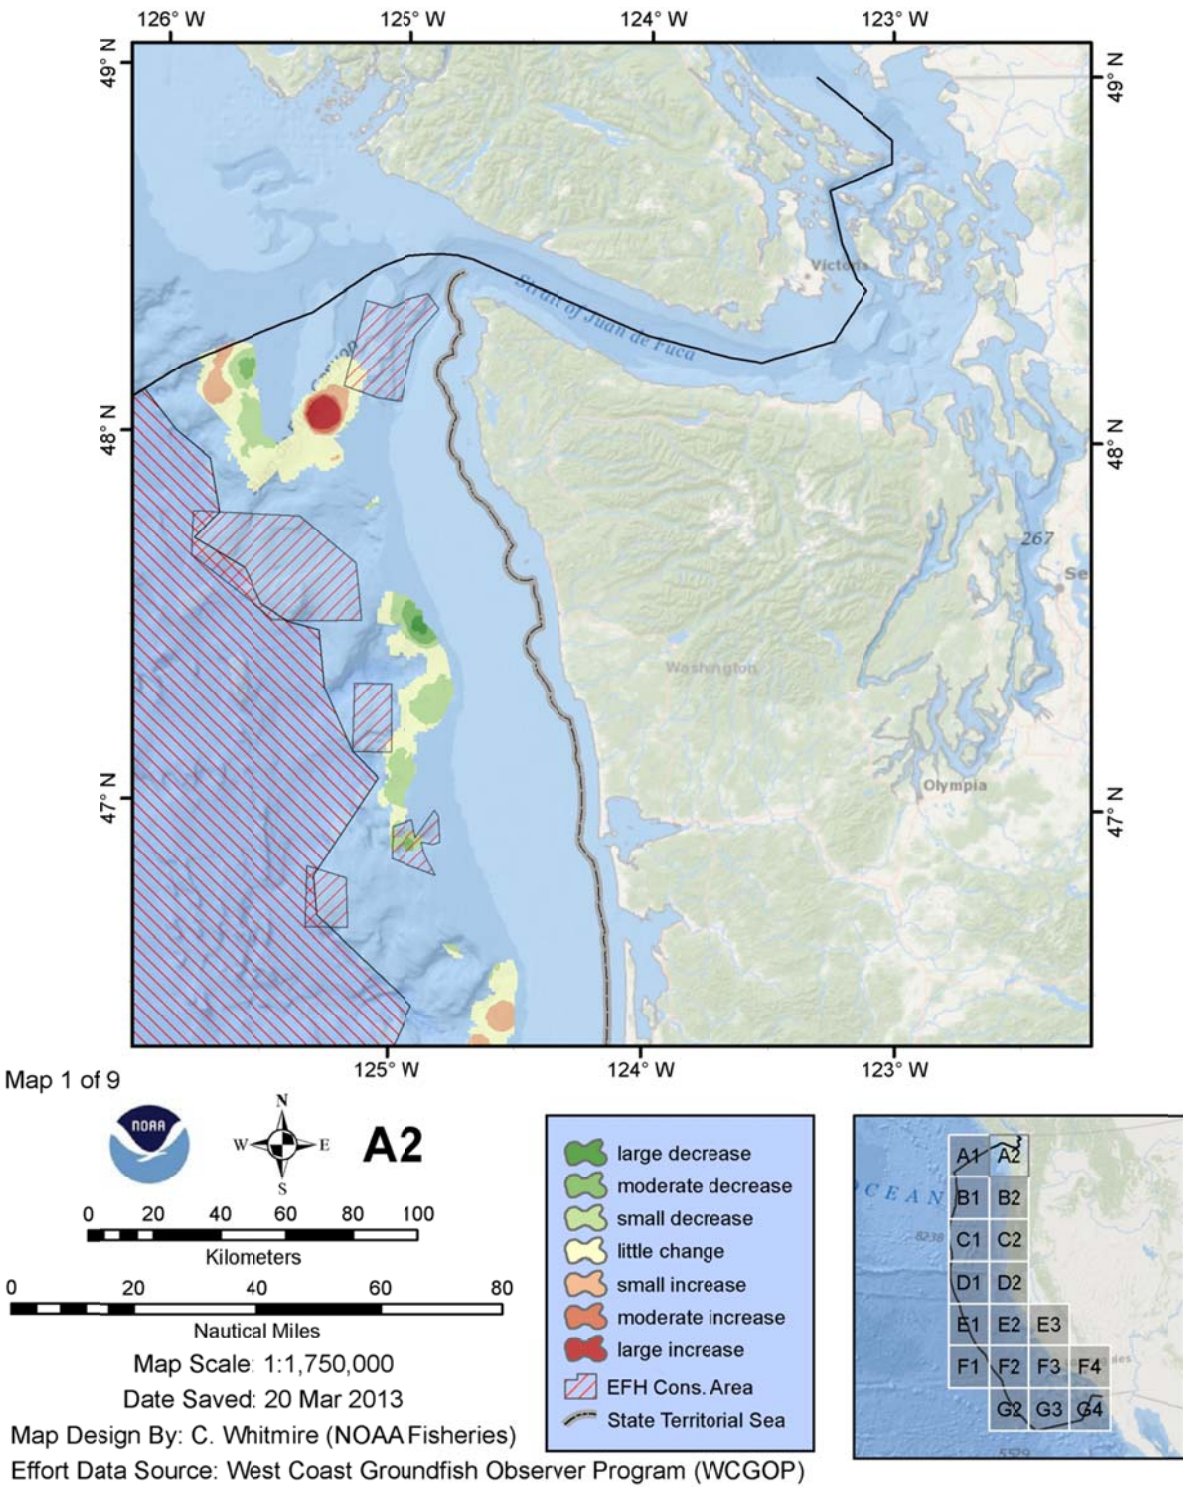 126° W 125° W 124° W 123° W
49° N 49° N
Victoria
Strait of Juan de Fuca
Canyon
48° N 48° N
267
Se
Washington
Olympia
47° N 47° N
125° W 124° W 123° W
Map 1 of 9
NOAA
N
W E
S
A2
0 20 40 60 80 100
Kilometers
0 20 40 60 80
Nautical Miles
Map Scale: 1:1,750,000
Date Saved: 20 Mar 2013
Map Design By: C. Whitmire (NOAA Fisheries)
Effort Data Source: West Coast Groundfish Observer Program (WCGOP)
large decrease
moderate decrease
small decrease
little change
small increase
moderate increase
large increase
EFH Cons. Area
State Territorial Sea
A1 A2
OCEAN B1 B2
8238 C1 C2
D1 D2
E1 E2 E3
F1 F2 F3 F4
G2 G3 G4
5529